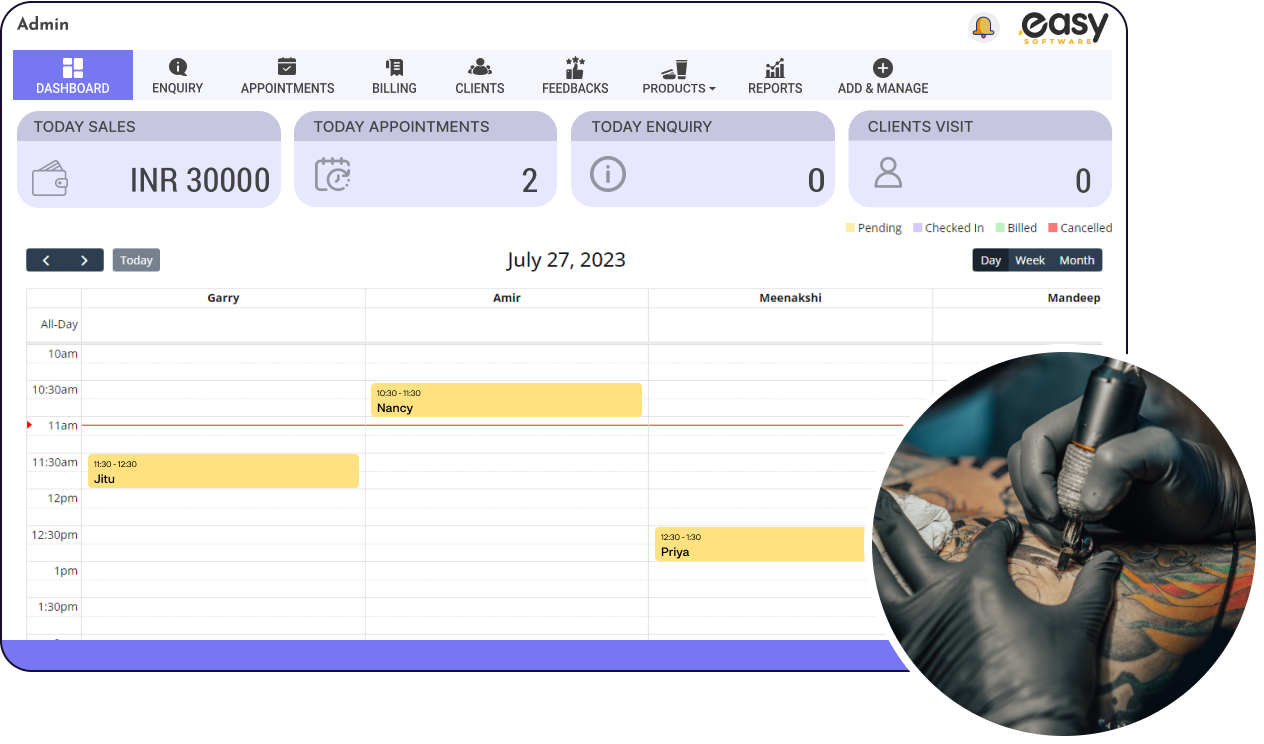 Admin
easy
SOFTWARE
DASHBOARD
ENQUIRY
APPOINTMENTS
BILLING
CLIENTS
FEEDBACKS
PRODUCTS
REPORTS
ADD & MANAGE
TODAY SALES
INR 30000
TODAY APPOINTMENTS
2
TODAY ENQUIRY
0
CLIENTS VISIT
0
Pending
Checked In
Billed
Cancelled
Today
July 27, 2023
Day
Week
Month
Garry
Amir
Meenakshi
Mandeep
All-Day
10am
10:30am
10:30 - 11:30
Nancy
11am
11:30am
11:30 - 12:30
Jitu
12pm
12:30pm
12:30 - 1:30
Priya
1pm
1:30pm